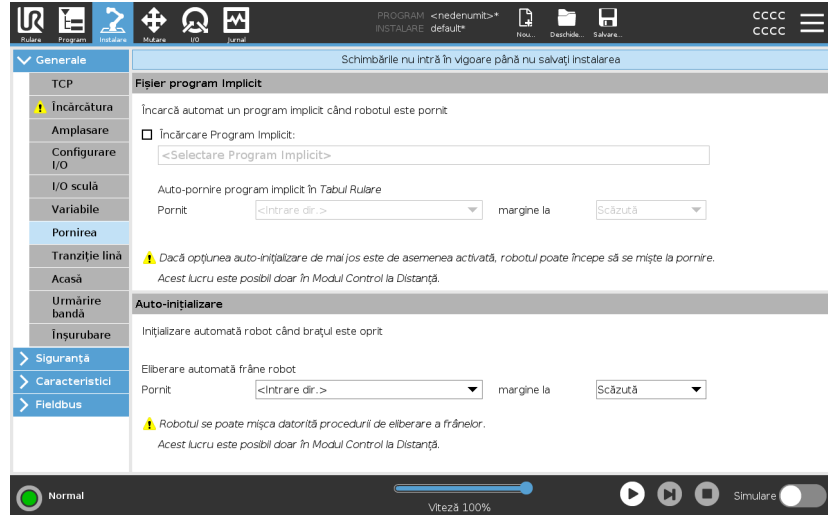 UR
PROGRAM <nedenumit>*
INSTALARE default*
cccc
cccc
Rulare Program Instalare Mutare I/O Jurnal Nou... Deschide... Salvare...
Generale
TCP
Încărcătura
Amplasare
Configurare
I/O
I/O sculă
Variabile
Pornirea
Tranziție lină
Acasă
Urmărire
bandă
Înșurubare
Siguranță
Caracteristici
Fieldbus
Schimbările nu intră în vigoare până nu salvați instalarea
Fișier program Implicit
Încarcă automat un program implicit când robotul este pornit
Încărcare Program Implicit:
<Selectare Program Implicit>
Auto-pornire program implicit în Tabul Rulare
Pornit <Intrare dir.> margine la Scăzută
Dacă opțiunea auto-inițializare de mai jos este de asemenea activată, robotul poate începe să se miște la pornire.
Acest lucru este posibil doar în Modul Control la Distanță.
Auto-inițializare
Inițializare automată robot când brațul este oprit
Eliberare automată frâne robot
Pornit <Intrare dir.> margine la Scăzută
Robotul se poate mișca datorită procedurii de eliberare a frânelor.
Acest lucru este posibil doar în Modul Control la Distanță.
Normal
Viteză 100%
Simulare